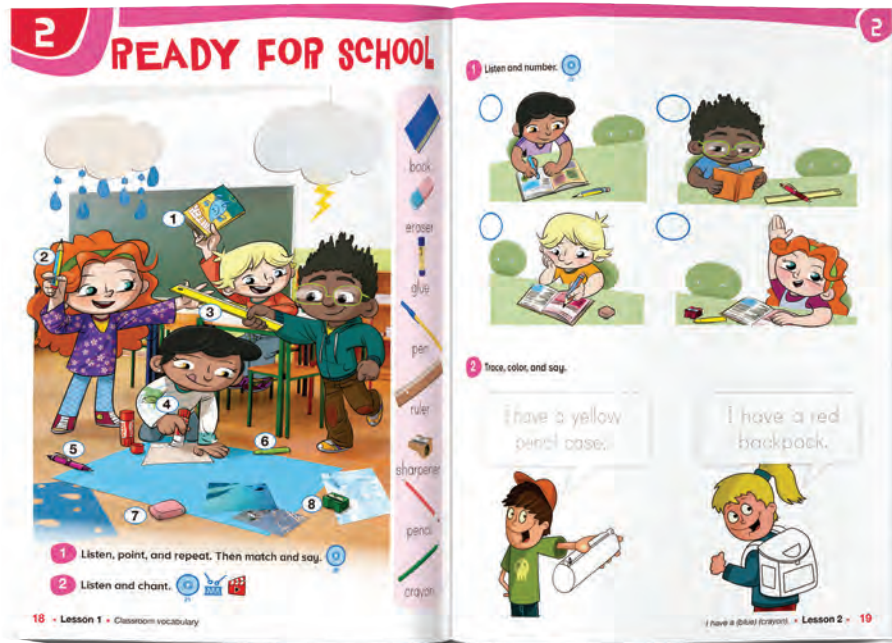 2
READY FOR SCHOOL
1
2
3
4
5
6
7
8
book
eraser
glue
pen
ruler
sharpener
pencil
crayon
1 Listen, point, and repeat. Then match and say.
2 Listen and chant.
18 • Lesson 1 • Classroom vocabulary
2
1 Listen and number.
2 Trace, color, and say.
I have a yellow
pencil case.
I have a red
backpack.
I have a (blue) (crayon). • Lesson 2 • 19